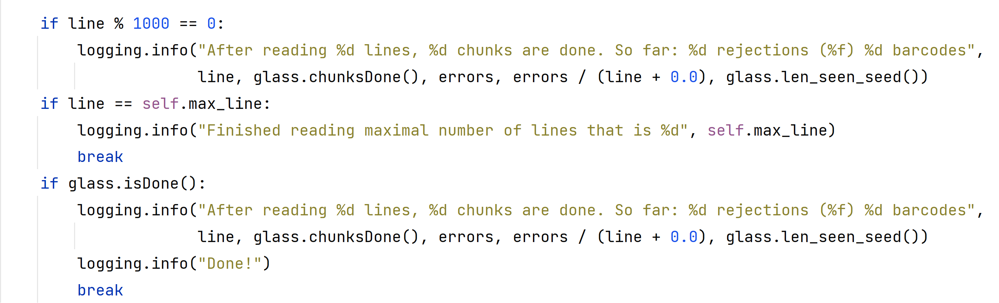 if line % 1000 == 0:
    logging.info("After reading %d lines, %d chunks are done. So far: %d rejections (%f) %d barcodes",
                 line, glass.chunksDone(), errors, errors / (line + 0.0), glass.len_seen_seed())
if line == self.max_line:
    logging.info("Finished reading maximal number of lines that is %d", self.max_line)
    break
if glass.isDone():
    logging.info("After reading %d lines, %d chunks are done. So far: %d rejections (%f) %d barcodes",
                 line, glass.chunksDone(), errors, errors / (line + 0.0), glass.len_seen_seed())
    logging.info("Done!")
    break